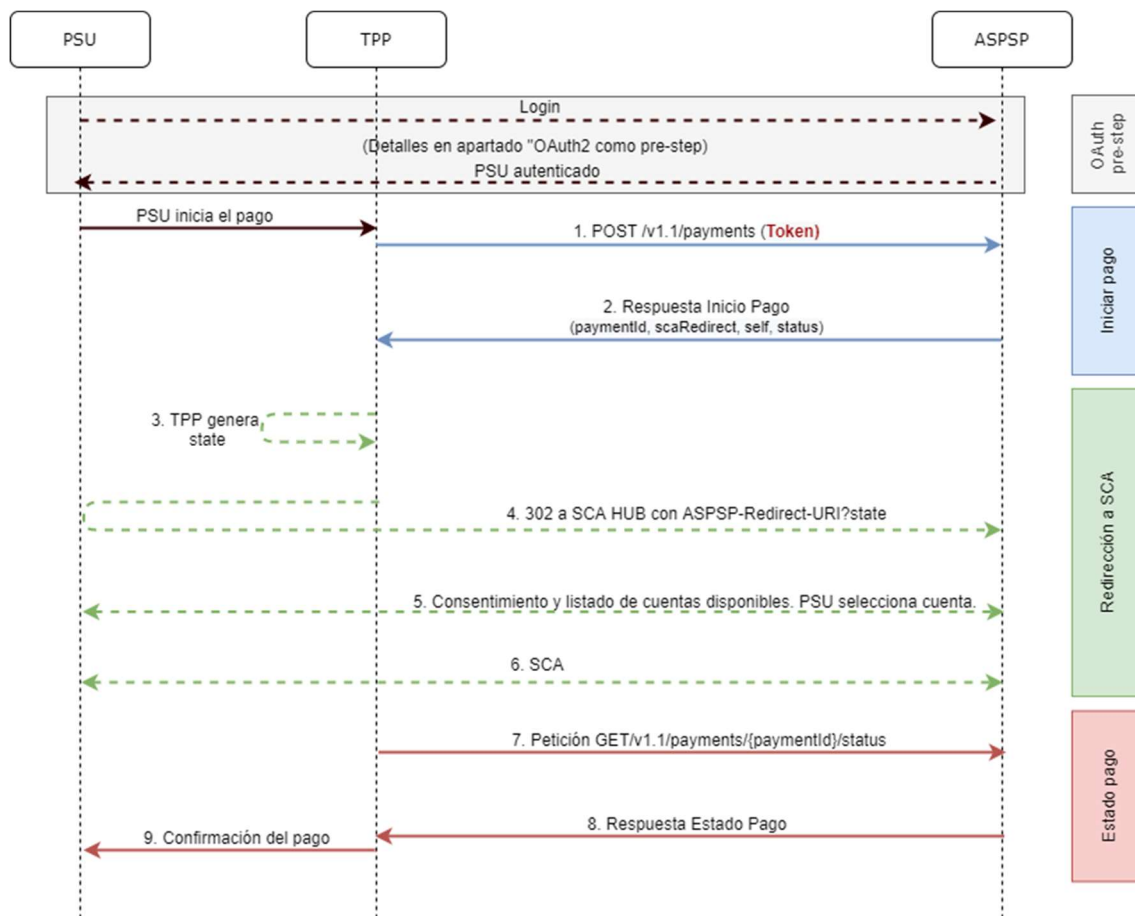 PSU
TPP
ASPSP
Login
(Detalles en apartado "OAuth2 como pre-step)
PSU autenticado
OAuth
pre-step
PSU inicia el pago
1. POST /v1.1/payments (Token)
2. Respuesta Inicio Pago
(paymentId, scaRedirect, self, status)
Iniciar pago
3. TPP genera
state
4. 302 a SCA HUB con ASPSP-Redirect-URI?state
5. Consentimiento y listado de cuentas disponibles. PSU selecciona cuenta.
6. SCA
Redirección a SCA
7. Petición GET/v1.1/payments/{paymentId}/status
8. Respuesta Estado Pago
9. Confirmación del pago
Estado pago